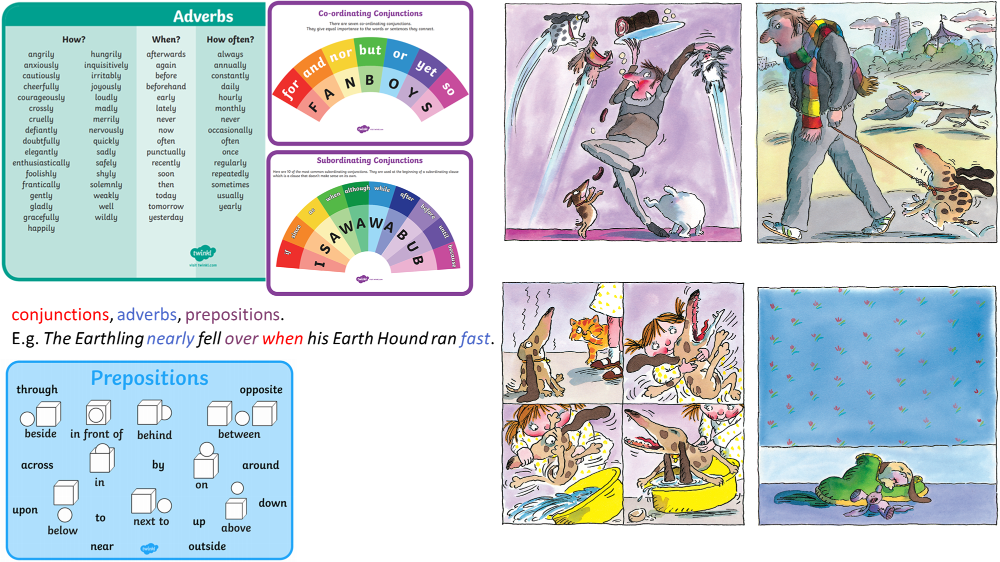 Adverbs
How?
angrily
anxiously
cautiously
cheerfully
courageously
crossly
cruelly
defiantly
doubtfully
elegantly
enthusiastically
foolishly
frantically
gently
gladly
gracefully
happily
hungrily
inquisitively
irritably
joyously
loudly
madly
merrily
nervously
quickly
sadly
safely
shyly
solemnly
weakly
well
wildly
When?
afterwards
again
before
beforehand
early
lately
never
now
often
punctually
recently
soon
then
today
tomorrow
yesterday
How often?
always
annually
constantly
daily
hourly
monthly
never
occasionally
often
once
regularly
repeatedly
sometimes
usually
yearly
twinkl
visit twinkl.com
Co-ordinating Conjunctions
There are seven co-ordinating conjunctions.
They give equal importance to the words or sentences they connect.
for and nor but or yet so
F A N B O Y S
twinkl visit twinkl.com
Subordinating Conjunctions
Here are 10 of the most common subordinating conjunctions. They are used at the beginning of a subordinating clause
which is a clause that doesn't make sense on its own.
if since as when although while after before until because
I S A W A W A B U B
twinkl visit twinkl.com
conjunctions, adverbs, prepositions.
E.g. The Earthling nearly fell over when his Earth Hound ran fast.
Prepositions
through opposite
beside in front of behind between
across by around
in on
upon to next to up down
below above
near twinkl outside